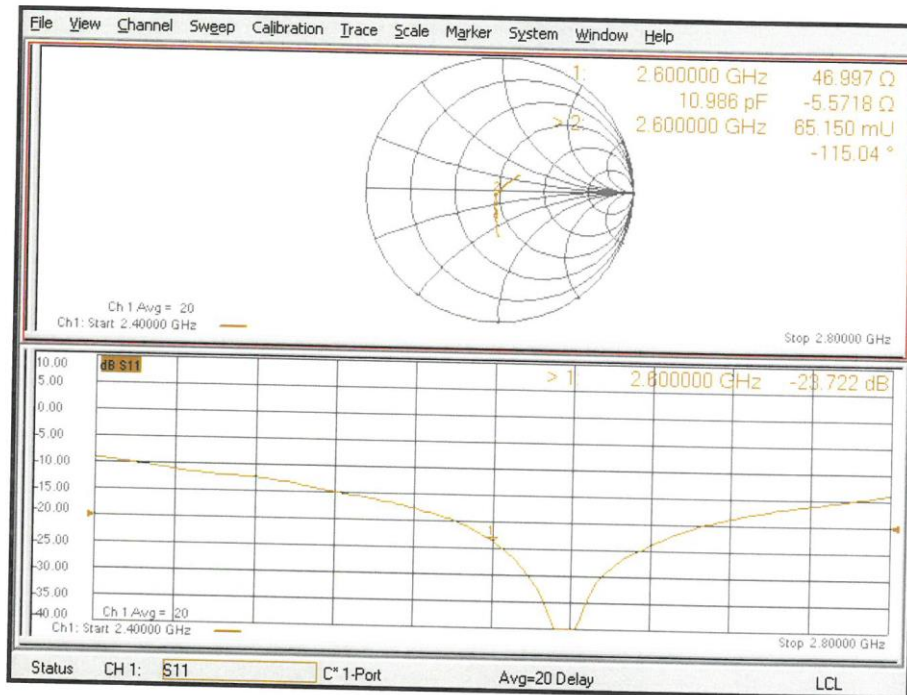 File View Channel Sweep Calibration Trace Scale Marker System Window Help
1: 2.600000 GHz 46.997 Ω
10.986 pF -5.5718 Ω
> 2: 2.600000 GHz 65.150 mU
-115.04 °
Ch 1 Avg = 20
Ch1: Start 2.40000 GHz
Stop 2.80000 GHz
10.00
dB S11
> 1: 2.600000 GHz -23.722 dB
5.00
0.00
-5.00
-10.00
-15.00
-20.00
-25.00
1
-30.00
-35.00
-40.00
Ch 1 Avg = 20
Ch1: Start 2.40000 GHz
Stop 2.80000 GHz
Status CH 1: S11 C* 1-Port Avg=20 Delay LCL